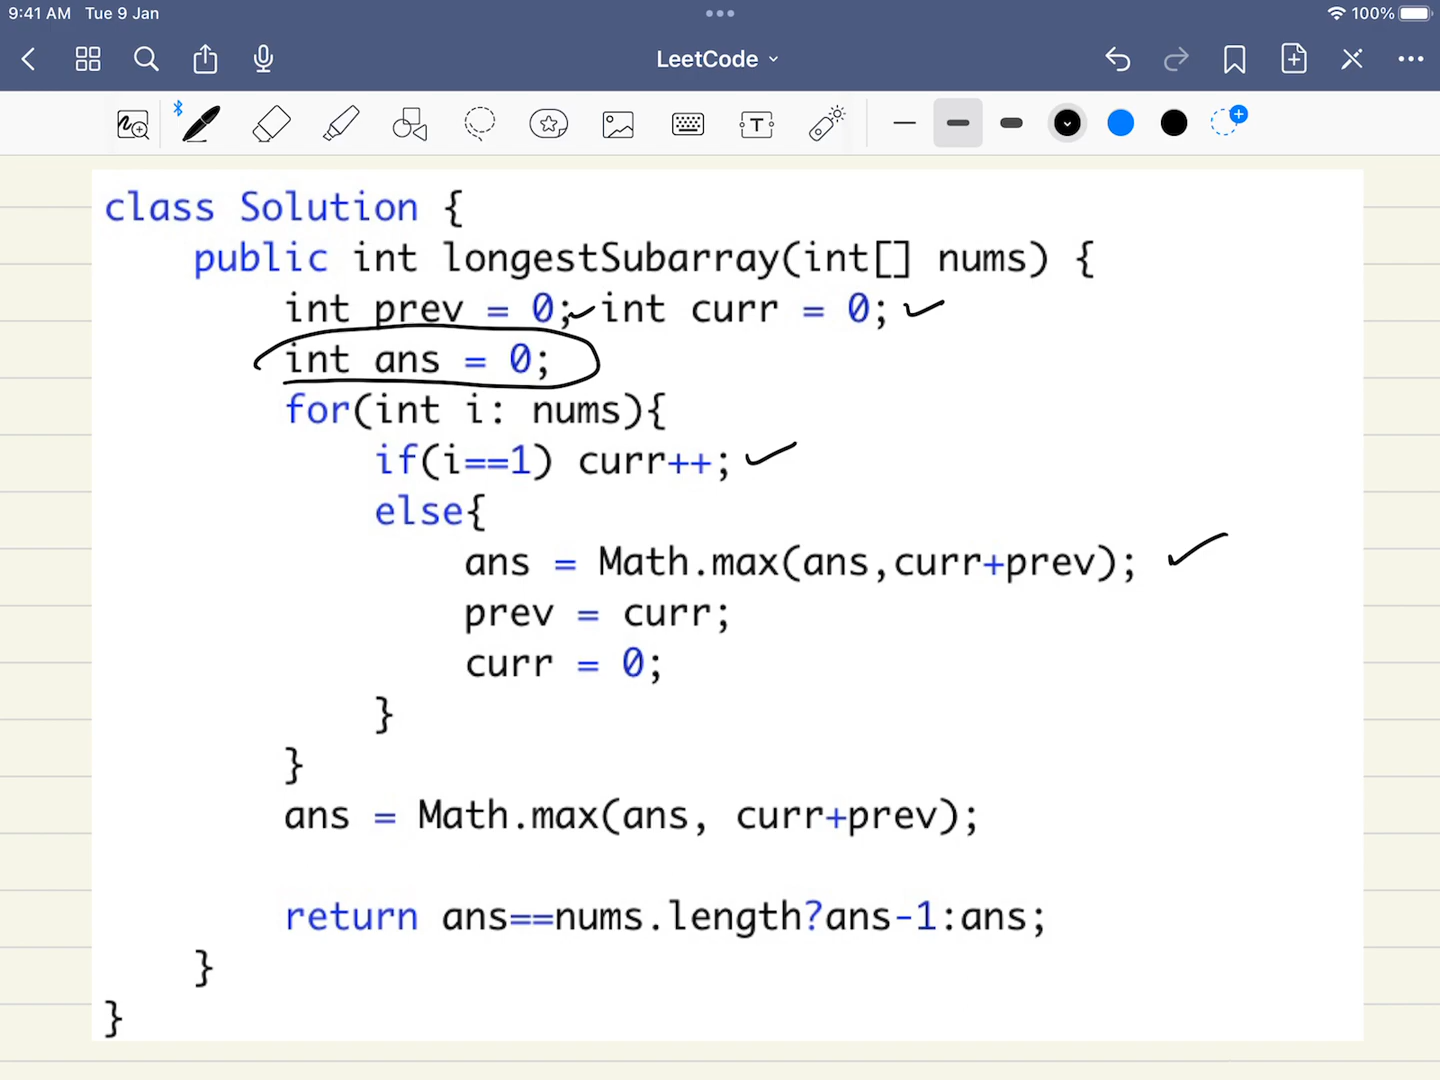 9:41 AM Tue 9 Jan
100%
LeetCode
T
class Solution {
public int longestSubarray(int[] nums) {
int prev = 0; int curr = 0;
int ans = 0;
for(int i: nums){
if(i==1) curr++;
else{
ans = Math.max(ans,curr+prev);
prev = curr;
curr = 0;
}
}
ans = Math.max(ans, curr+prev);
return ans==nums.length?ans-1:ans;
}
}